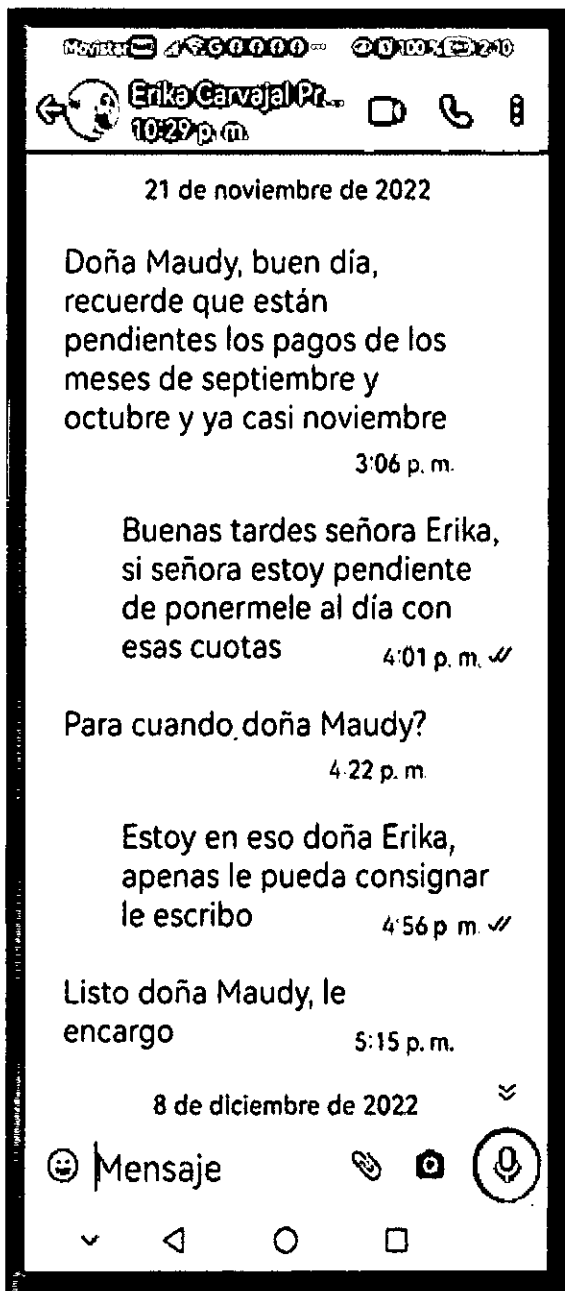 Movistar 100% 2:10
Erika Carvajal Pr...
10:29 p. m.
21 de noviembre de 2022
Doña Maudy, buen día,
recuerde que están
pendientes los pagos de los
meses de septiembre y
octubre y ya casi noviembre
3:06 p. m.
Buenas tardes señora Erika,
si señora estoy pendiente
de ponermele al día con
esas cuotas
4:01 p. m.
Para cuando doña Maudy?
4:22 p. m.
Estoy en eso doña Erika,
apenas le pueda consignar
le escribo
4:56 p. m.
Listo doña Maudy, le
encargo
5:15 p. m.
8 de diciembre de 2022
Mensaje